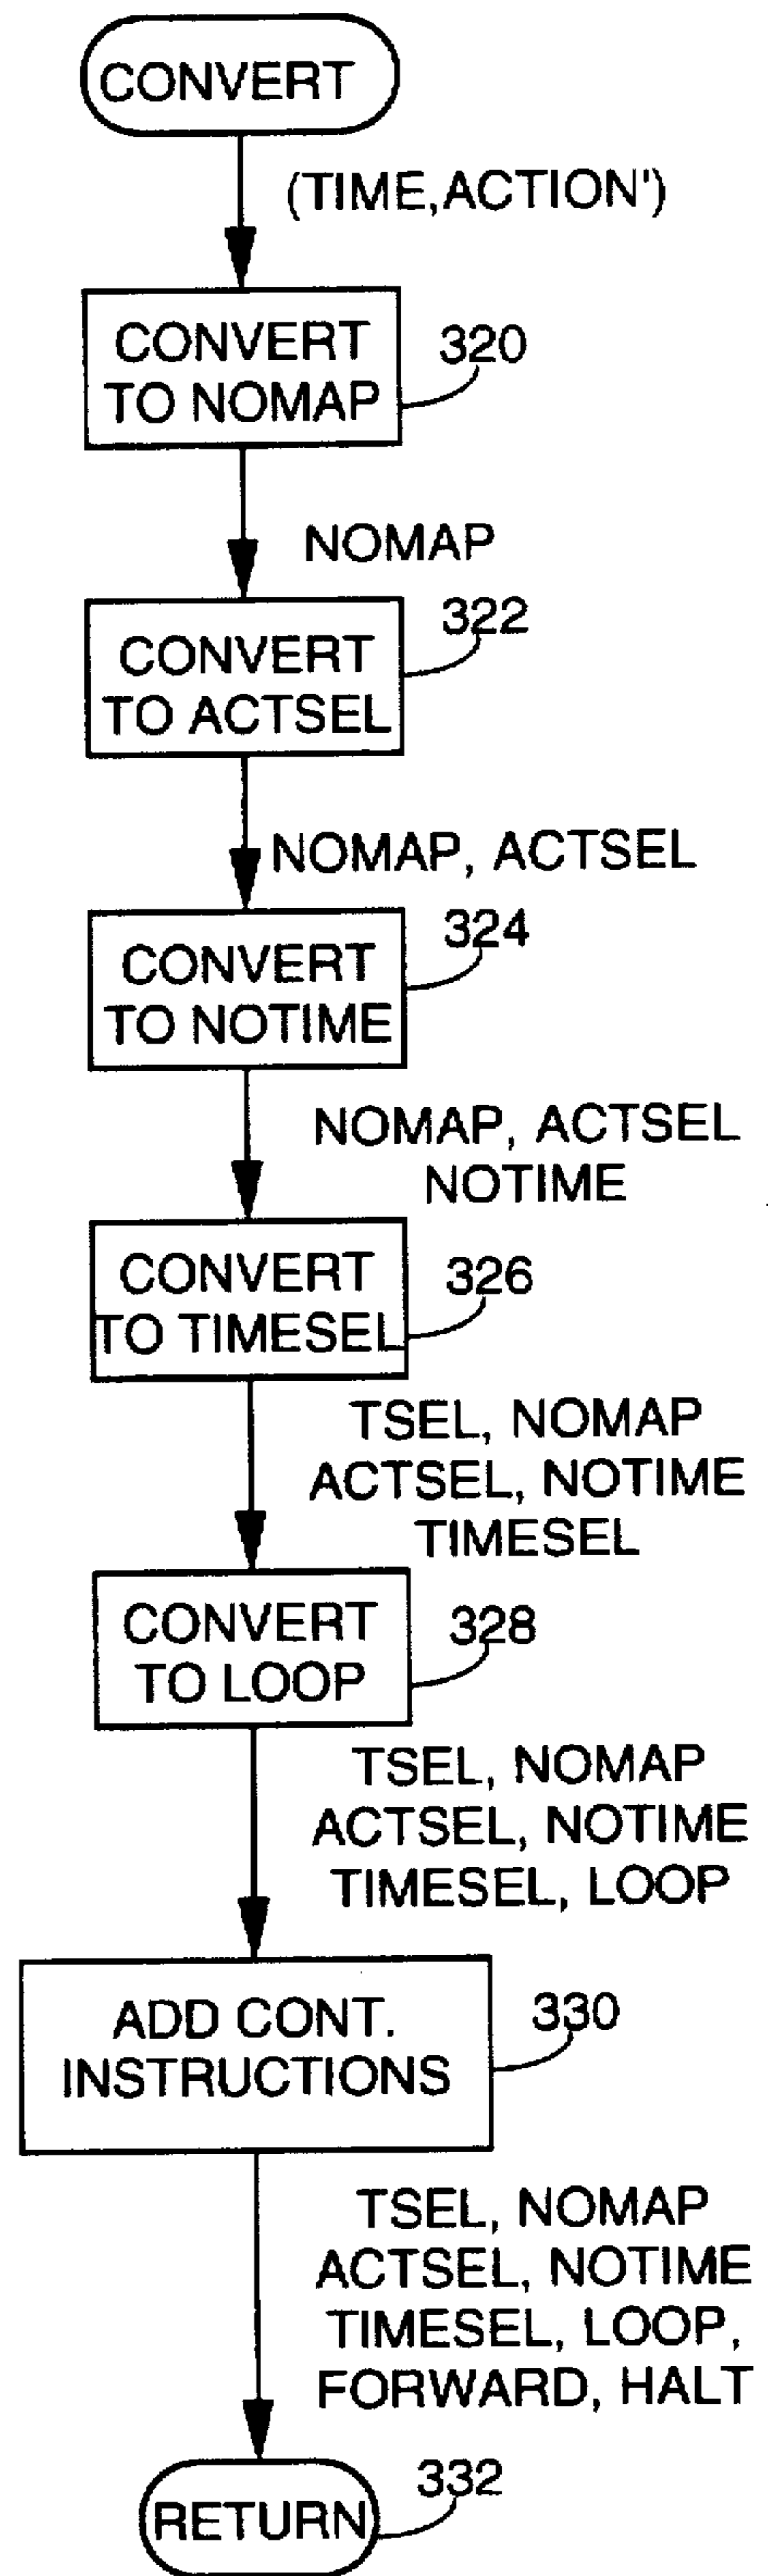 CONVERT
(TIME,ACTION')
CONVERT
TO NOMAP
320
NOMAP
CONVERT
TO ACTSEL
322
NOMAP, ACTSEL
CONVERT
TO NOTIME
324
NOMAP, ACTSEL
NOTIME
CONVERT
TO TIMESEL
326
TSEL, NOMAP
ACTSEL, NOTIME
TIMESEL
CONVERT
TO LOOP
328
TSEL, NOMAP
ACTSEL, NOTIME
TIMESEL, LOOP
ADD CONT.
INSTRUCTIONS
330
TSEL, NOMAP
ACTSEL, NOTIME
TIMESEL, LOOP,
FORWARD, HALT
RETURN
332